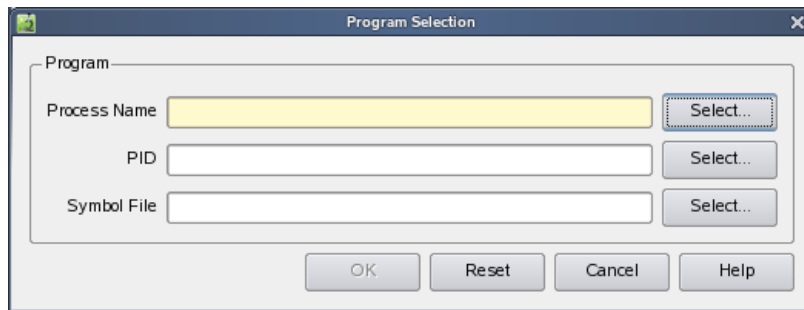 Program Selection
Program
Process Name Select...
PID Select...
Symbol File Select...
OK Reset Cancel Help